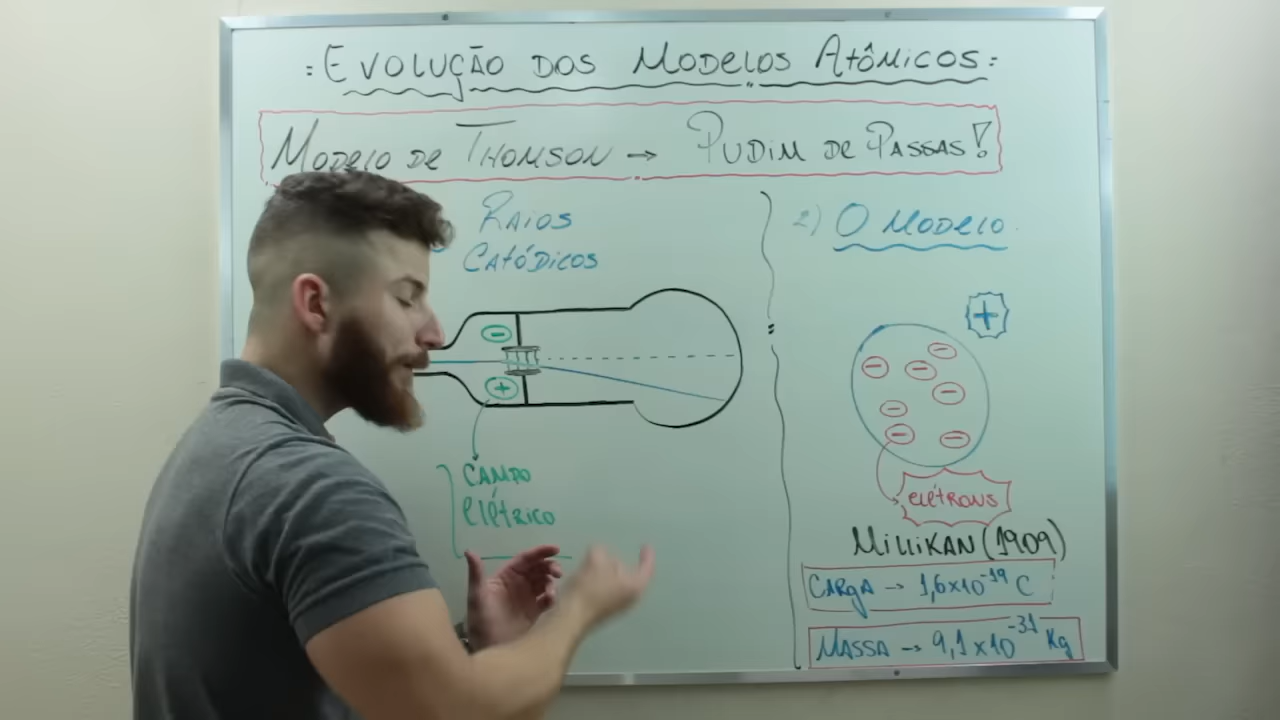 : EVOLUÇÃO DOS MODELOS ATÔMICOS :
MODELO DE THOMSON → PUDIM DE PASSAS!
RAIOS
CATÓDICOS
−
+
CAMPO
elétRICO
2) O MODELO
+
−
−
−
−
−
−
−
elétRONS
MILLIKAN (1909)
CARgA → 1,6x10⁻¹⁹ C
MASSA → 9,1x10⁻³¹ Kg